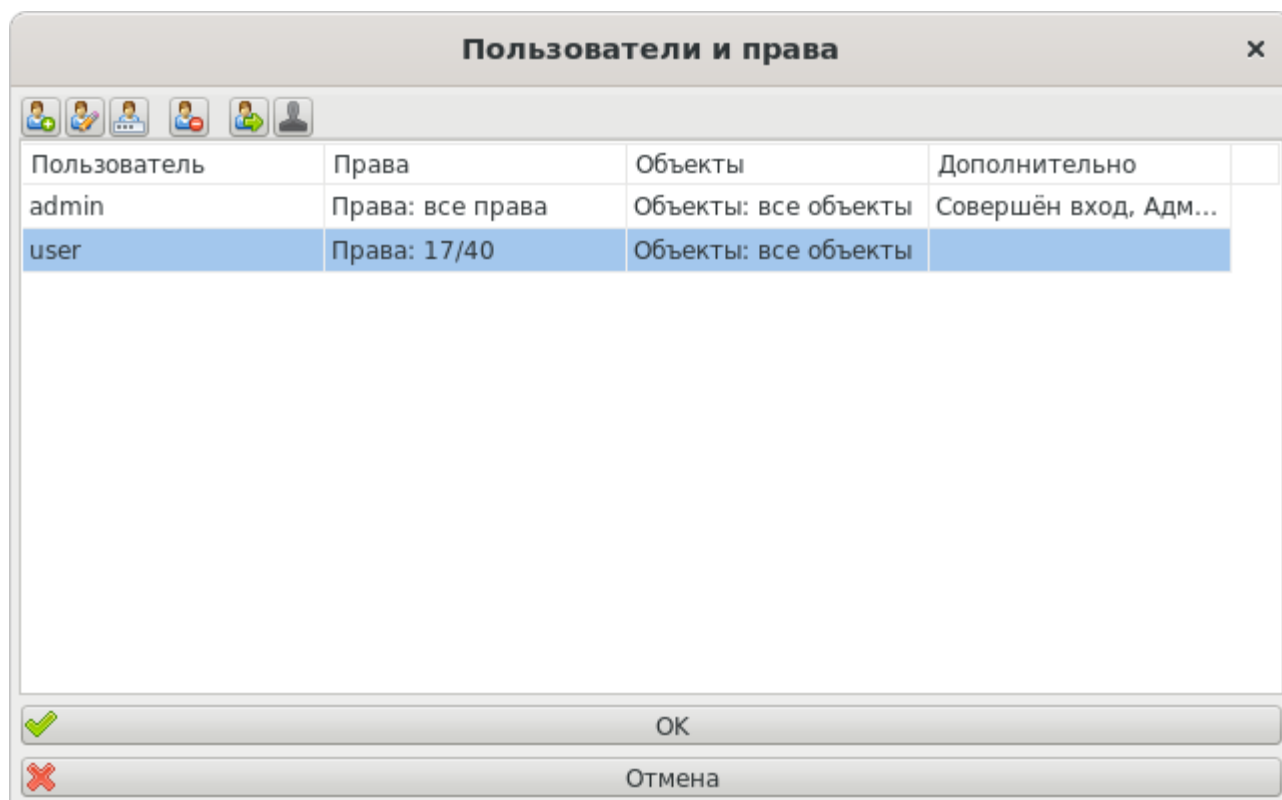 Пользователи и права
Пользователь Права Объекты Дополнительно
admin Права: все права Объекты: все объекты Совершён вход, Адм...
user Права: 17/40 Объекты: все объекты
OK
Отмена